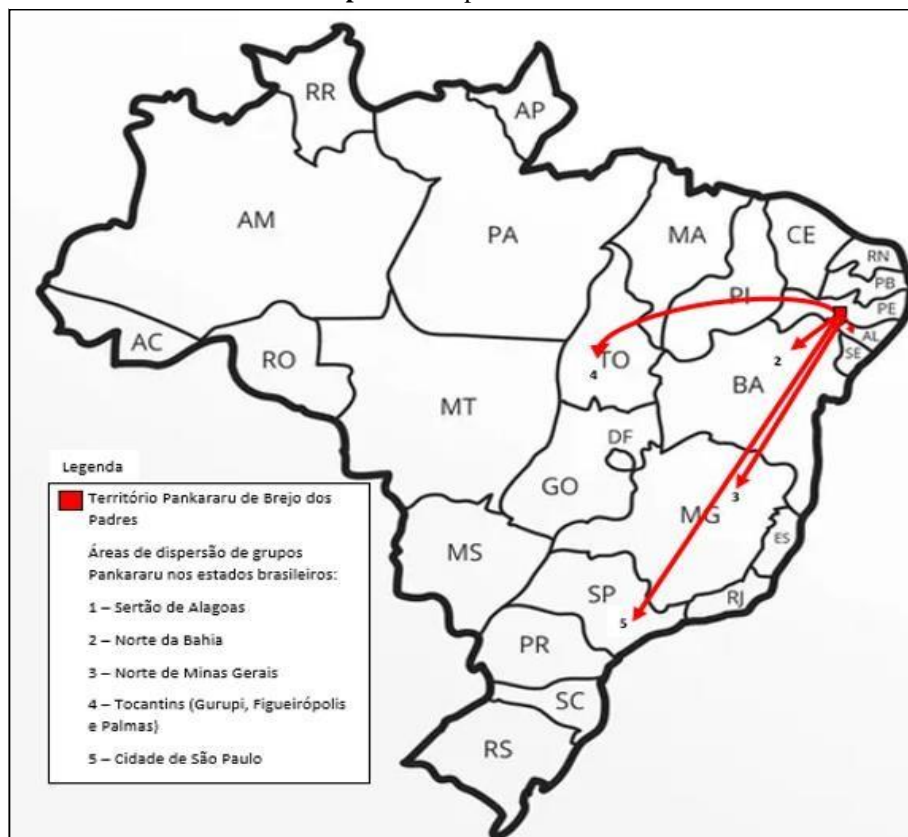 RR
AP
AM
PA
MA
CE
RN
PB
PI
PE
AL
SE
AC
RO
TO
4
2
BA
MT
DF
GO
3
MG
ES
MS
SP
RJ
5
PR
SC
RS
Legenda
Território Pankararu de Brejo dos
Padres
Áreas de dispersão de grupos
Pankararu nos estados brasileiros:
1 – Sertão de Alagoas
2 – Norte da Bahia
3 – Norte de Minas Gerais
4 – Tocantins (Gurupi, Figueirópolis
e Palmas)
5 – Cidade de São Paulo